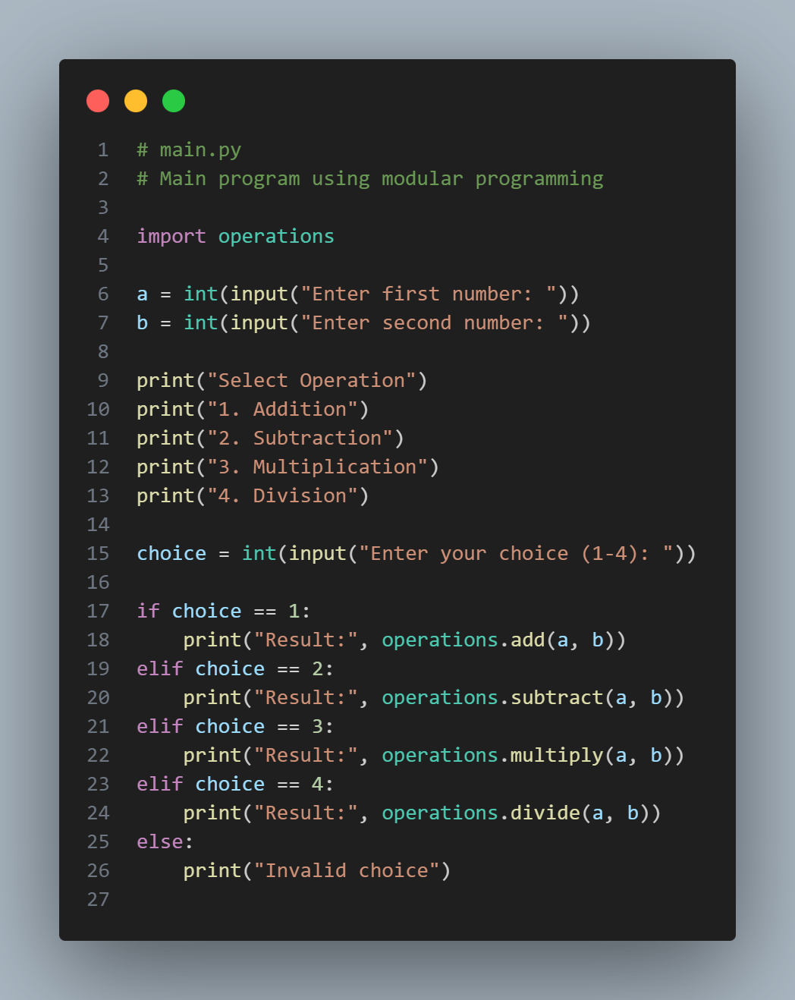 1 # main.py
2 # Main program using modular programming
3
4 import operations
5
6 a = int(input("Enter first number: "))
7 b = int(input("Enter second number: "))
8
9 print("Select Operation")
10 print("1. Addition")
11 print("2. Subtraction")
12 print("3. Multiplication")
13 print("4. Division")
14
15 choice = int(input("Enter your choice (1-4): "))
16
17 if choice == 1:
18     print("Result:", operations.add(a, b))
19 elif choice == 2:
20     print("Result:", operations.subtract(a, b))
21 elif choice == 3:
22     print("Result:", operations.multiply(a, b))
23 elif choice == 4:
24     print("Result:", operations.divide(a, b))
25 else:
26     print("Invalid choice")
27